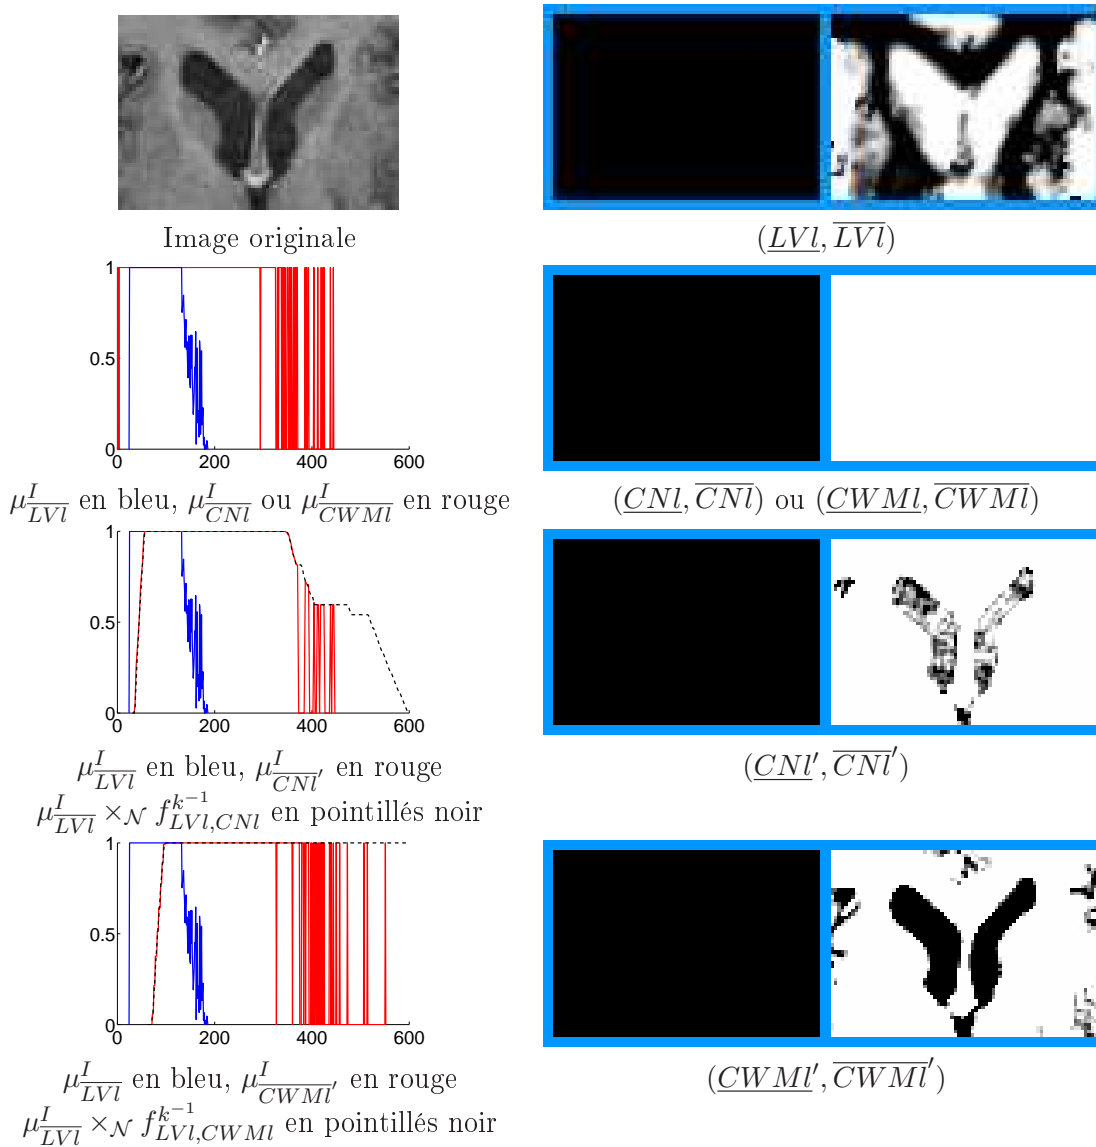 Image originale
(LVl, LVl)
1
0.5
0
0 200 400 600
μ^I_LVl en bleu, μ^I_CNl ou μ^I_CWMl en rouge
(CNl, CNl) ou (CWMl, CWMl)
1
0.5
0
0 200 400 600
μ^I_LVl en bleu, μ^I_CNl' en rouge
μ^I_LVl ×_N f^{k−1}_{LVl,CNl} en pointillés noir
(CNl', CNl')
1
0.5
0
0 200 400 600
μ^I_LVl en bleu, μ^I_CWMl' en rouge
μ^I_LVl ×_N f^{k−1}_{LVl,CWMl} en pointillés noir
(CWMl', CWMl')